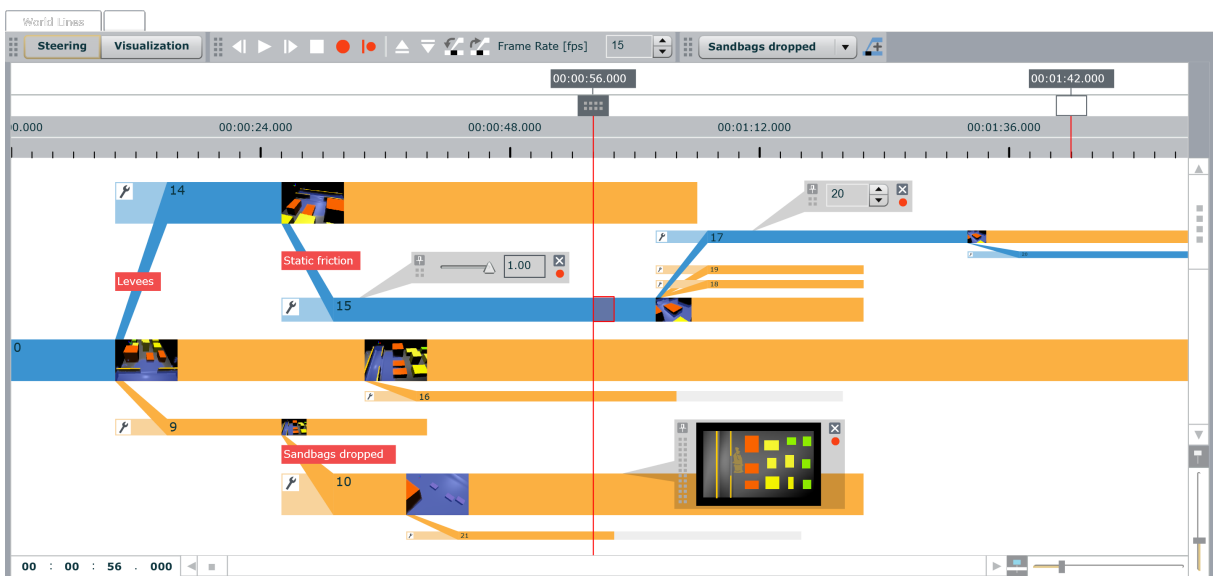 World Lines
Steering Visualization Frame Rate [fps] 15 Sandbags dropped
00:00:56.000 00:01:42.000
0.000 00:00:24.000 00:00:48.000 00:01:12.000 00:01:36.000
14
20
17
Static friction
1.00
Levees
19
18
15
0
16
9
Sandbags dropped
10
21
00 : 00 : 56 . 000